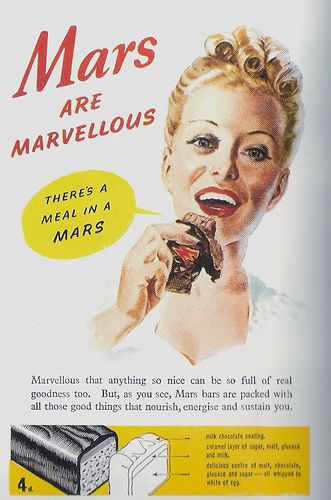 Mars
ARE
MARVELLOUS
THERE'S A
MEAL IN A
MARS
Marvellous that anything so nice can be so full of real
goodness too. But, as you see, Mars bars are packed with
all those good things that nourish, energise and sustain you.
milk chocolate coating.
caramel layer of sugar, malt, glucose
and milk.
delicious centre of malt, chocolate,
glucose and sugar — all whipped in
white of egg.
4d.